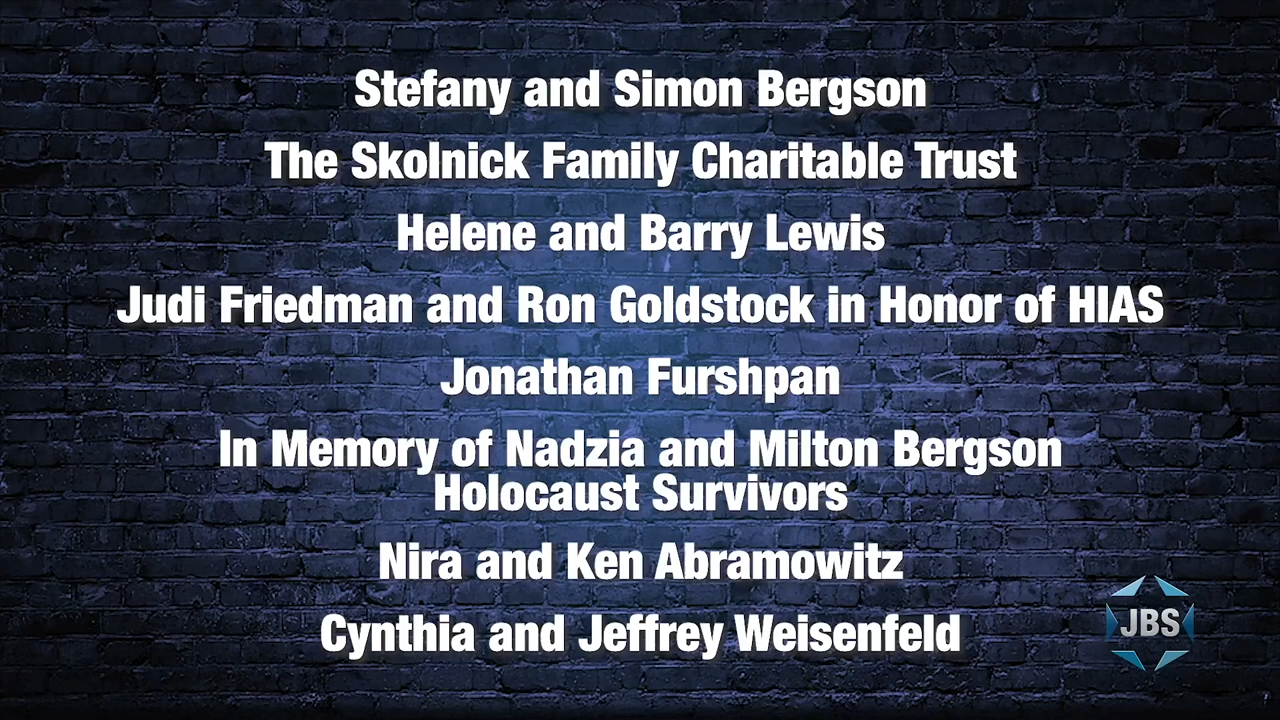 Stefany and Simon Bergson
The Skolnick Family Charitable Trust
Helene and Barry Lewis
Judi Friedman and Ron Goldstock in Honor of HIAS
Jonathan Furshpan
In Memory of Nadzia and Milton Bergson
Holocaust Survivors
Nira and Ken Abramowitz
Cynthia and Jeffrey Weisenfeld
JBS